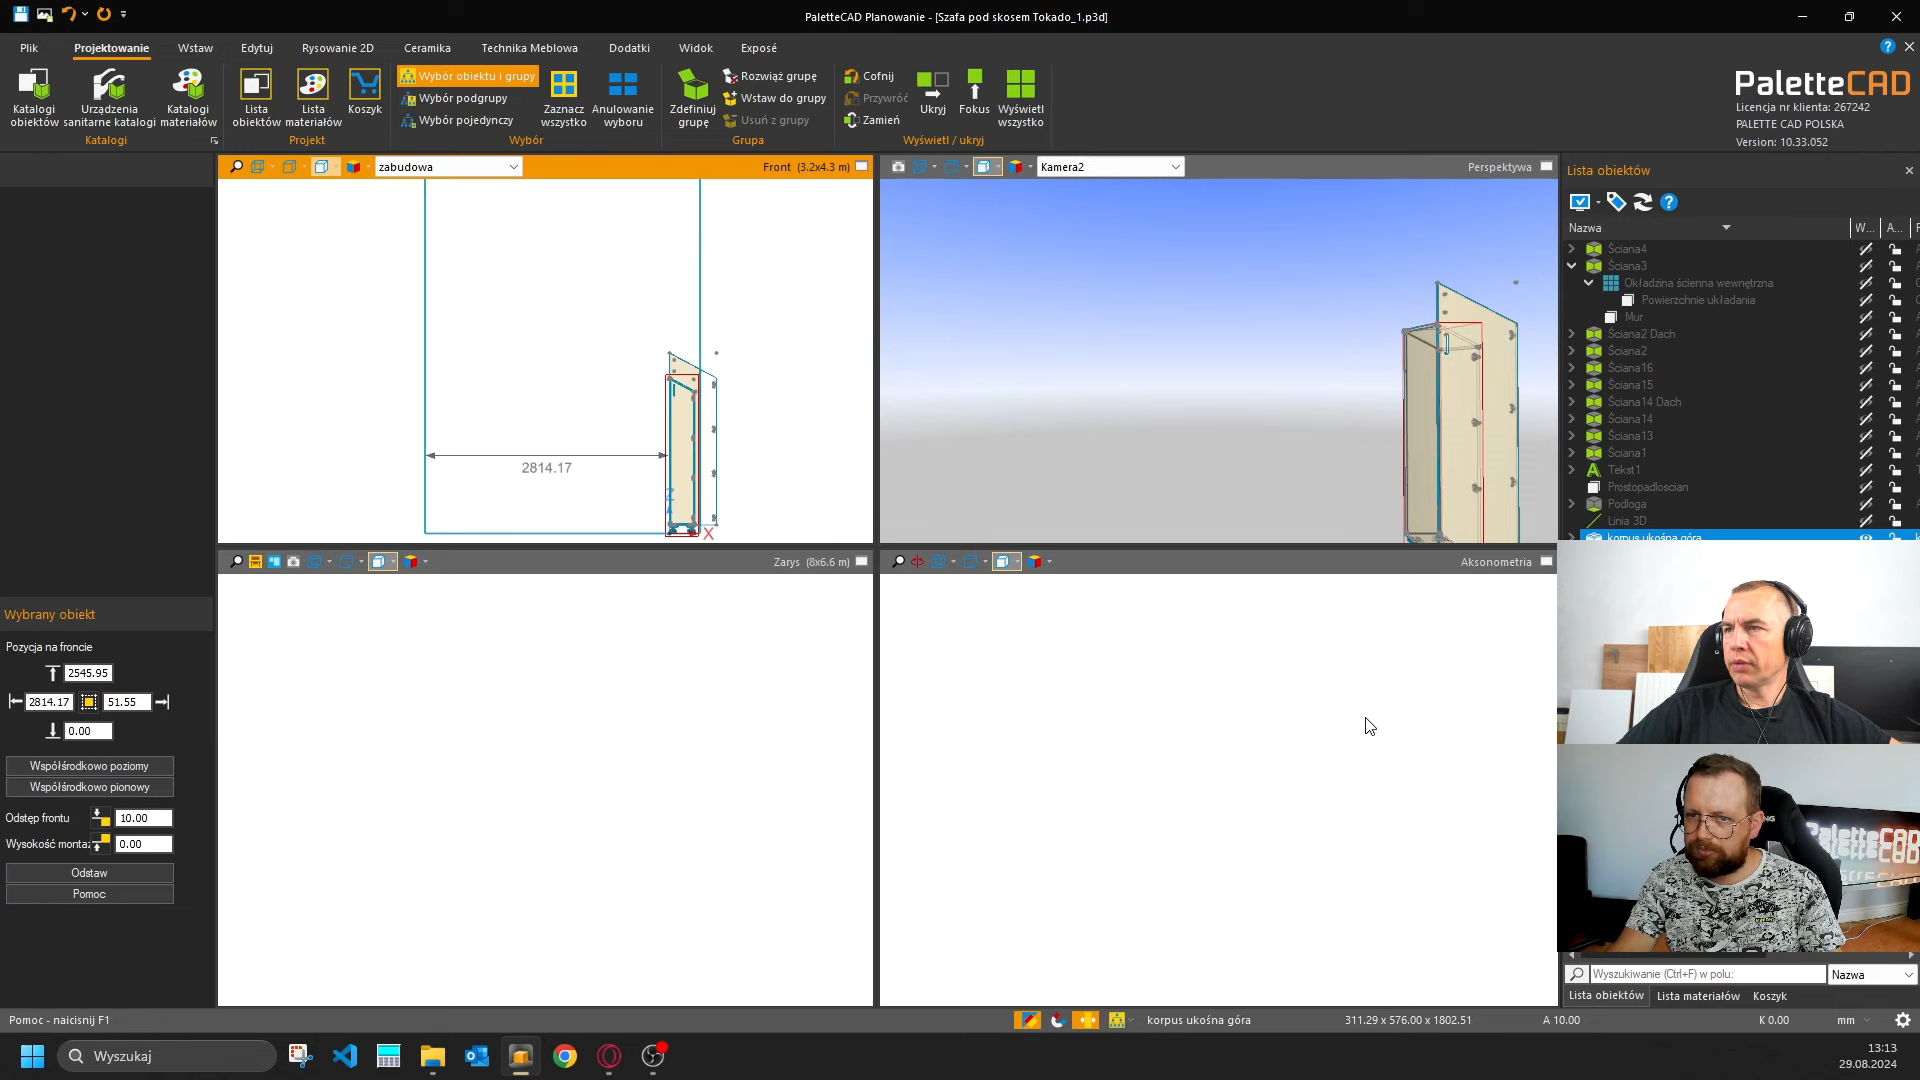 PaletteCAD Planowanie - [Szafa pod skosem Tokado_1.p3d]
Plik
Projektowanie
Wstaw
Edytuj
Rysowanie 2D
Ceramika
Technika Meblowa
Dodatki
Widok
Exposé
Katalogi obiektów
Urządzenia sanitarne katalogi
Katalogi materiałów
Katalogi
Lista obiektów
Lista materiałów
Koszyk
Projekt
Wybór obiektu i grupy
Wybór podgrupy
Wybór pojedynczy
Zaznacz wszystko
Anulowanie wyboru
Wybór
Zdefiniuj grupę
Rozwiąż grupę
Wstaw do grupy
Usuń z grupy
Grupa
Cofnij
Przywróć
Zamień
Ukryj
Fokus
Wyświetl wszystko
Wyświetl / ukryj
PaletteCAD
Licencja nr klienta: 267242
PALETTE CAD POLSKA
Version: 10.33.052
zabudowa
Front (3.2x4.3 m)
Kamera2
Perspektywa
2814.17
Z
X
Zarys (8x6.6 m)
Aksonometria
Lista obiektów
Nazwa
W...
A...
Ściana4
Ściana3
Okładzina ścienna wewnętrzna
Powierzchnie układania
Mur
Ściana2 Dach
Ściana2
Ściana16
Ściana15
Ściana14 Dach
Ściana14
Ściana13
Ściana1
Tekst1
Prostopadloscian
Podłoga
Linia 3D
korpus ukośna góra
Wybrany obiekt
Pozycja na froncie
2545.95
2814.17
51.55
0.00
Współśrodkowo poziomy
Współśrodkowo pionowy
Odstęp frontu
10.00
Wysokość monta
0.00
Odstaw
Pomoc
PaletteCAD
Wyszukiwanie (Ctrl+F) w polu:
Nazwa
Lista obiektów
Lista materiałów
Koszyk
Pomoc - naicisnij F1
korpus ukośna góra
311.29 x 576.00 x 1802.51
A 10.00
K 0.00
mm
Wyszukaj
13:13
29.08.2024